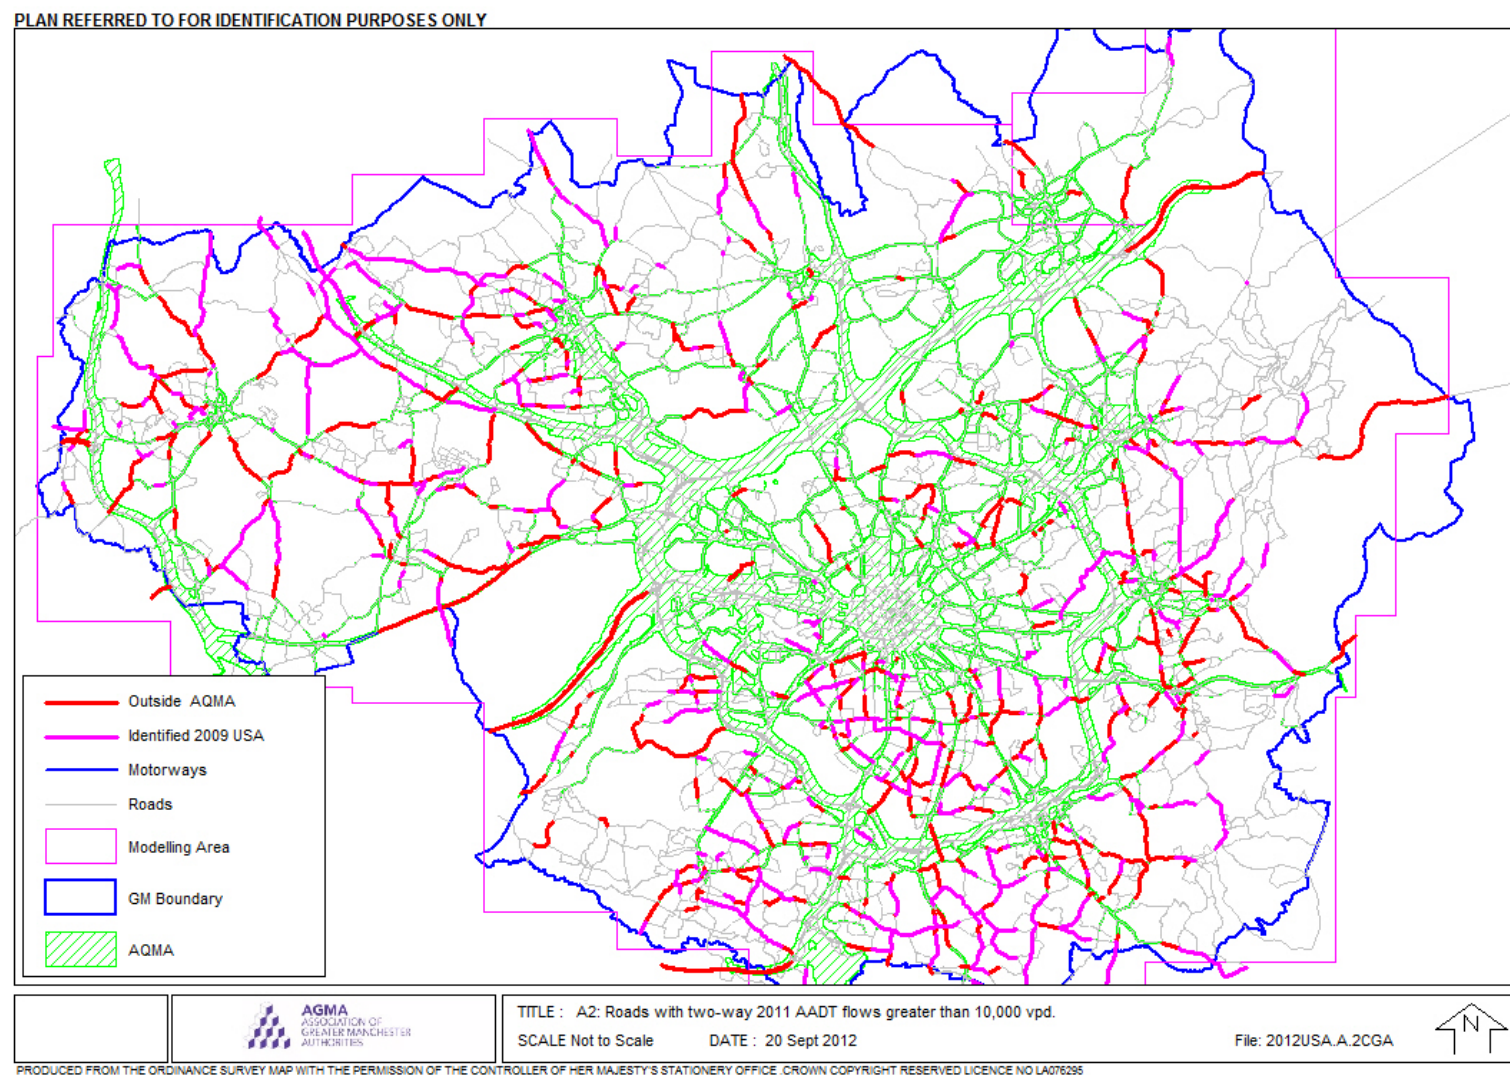 PLAN REFERRED TO FOR IDENTIFICATION PURPOSES ONLY
Outside AQMA
Identified 2009 USA
Motorways
Roads
Modelling Area
GM Boundary
AQMA
AGMA
ASSOCIATION OF
GREATER MANCHESTER
AUTHORITIES
TITLE : A2: Roads with two-way 2011 AADT flows greater than 10,000 vpd.
SCALE Not to Scale DATE : 20 Sept 2012 File: 2012USA.A.2CGA
N
PRODUCED FROM THE ORDINANCE SURVEY MAP WITH THE PERMISSION OF THE CONTROLLER OF HER MAJESTY'S STATIONERY OFFICE .CROWN COPYRIGHT RESERVED LICENCE NO LA076295